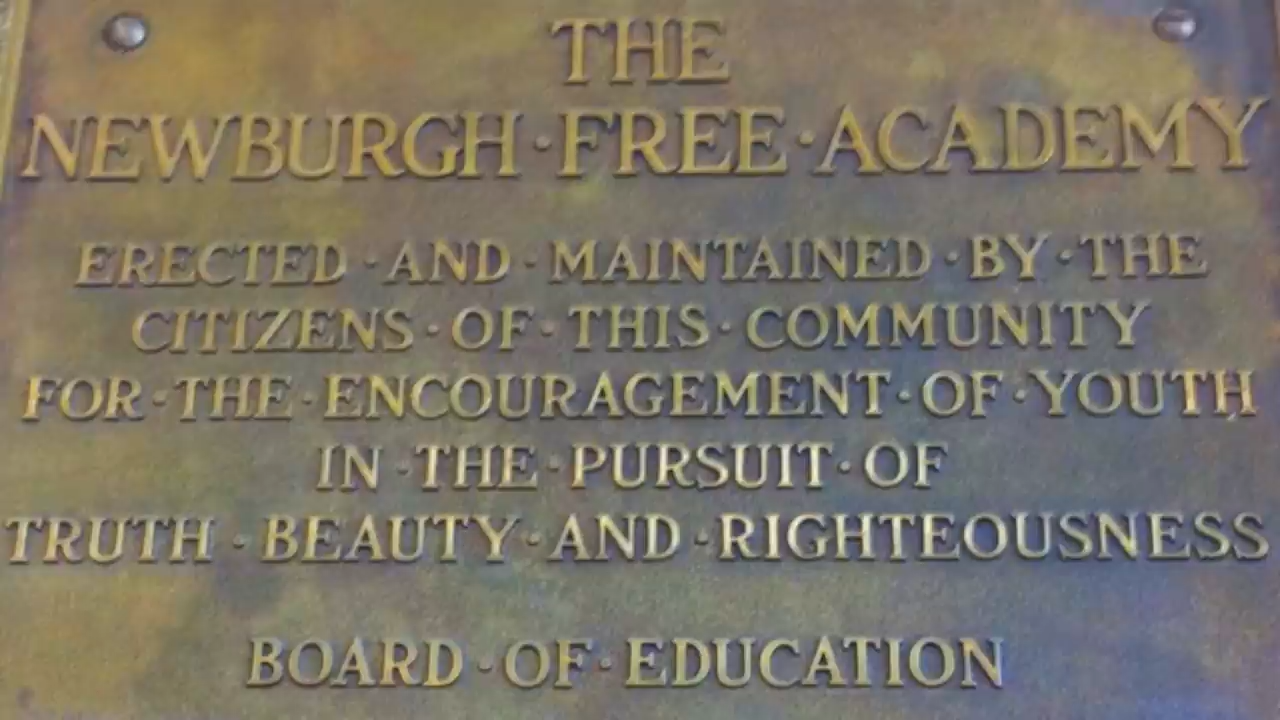 THE
NEWBURGH·FREE·ACADEMY
ERECTED·AND·MAINTAINED·BY·THE
CITIZENS·OF·THIS·COMMUNITY
FOR·THE·ENCOURAGEMENT·OF·YOUTH
IN·THE·PURSUIT·OF
TRUTH·BEAUTY·AND·RIGHTEOUSNESS
BOARD·OF·EDUCATION